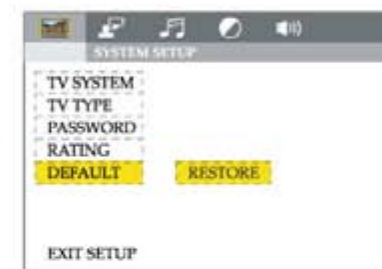 SYSTEM SETUP
TV SYSTEM
TV TYPE
PASSWORD
RATING
DEFAULT RESTORE
EXIT SETUP